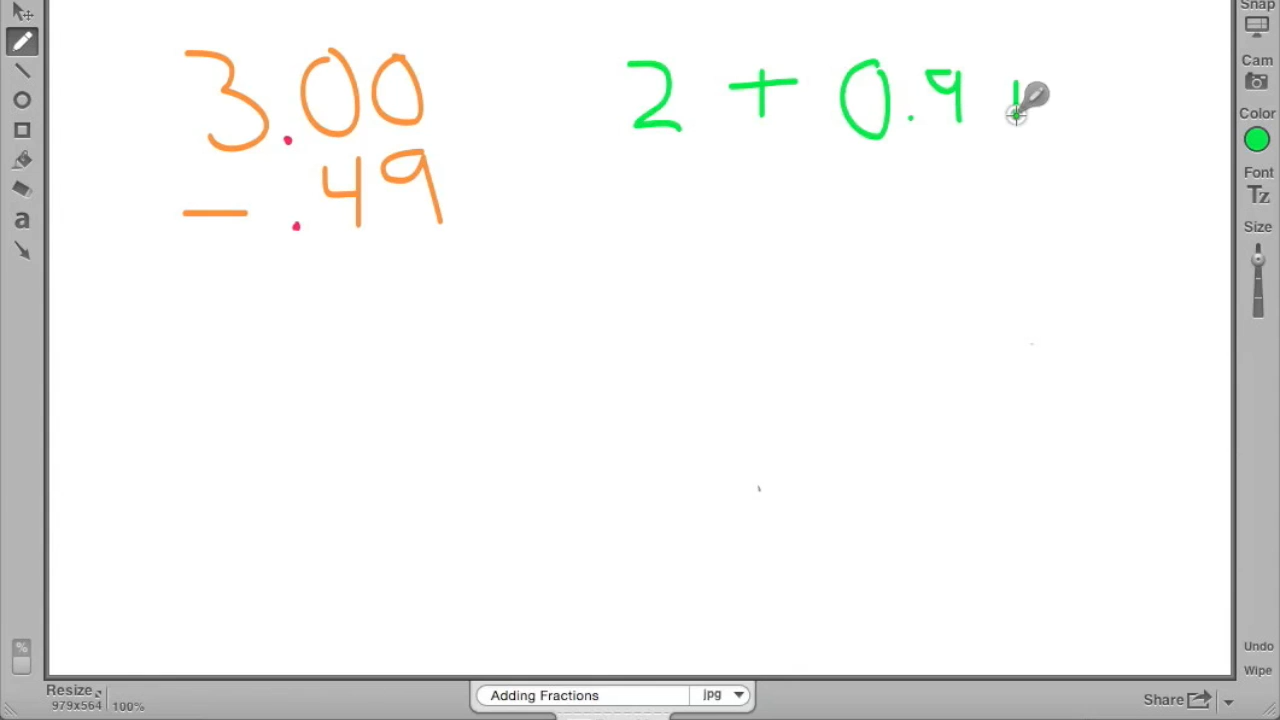 Snap
Cam
Color
Font
Tz
Size
a
3.00
- .49
2 + 0.9
%
Undo
Wipe
Resize
979x564
100%
Adding Fractions
jpg
Share